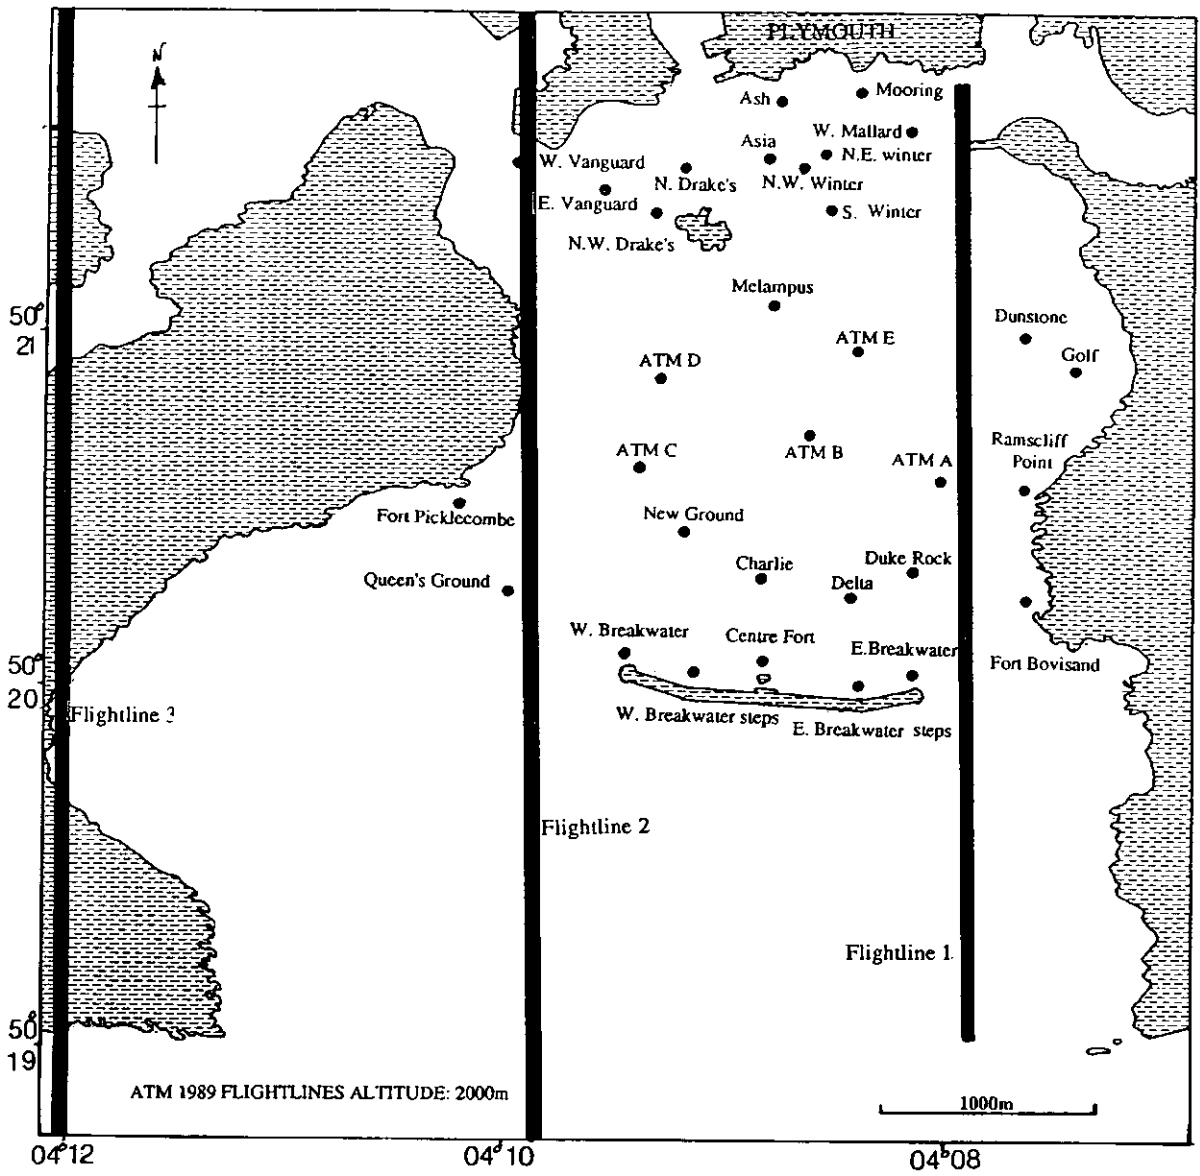 PLYMOUTH
N
Mooring
Ash
W. Mallard
Asia
N.E. winter
W. Vanguard
N. Drake's
N.W. Winter
E. Vanguard
S. Winter
N.W. Drake's
Melampus
50°
21
Dunstone
ATM E
Golf
ATM D
Ramscliff
Point
ATM C
ATM B
ATM A
Fort Picklecombe
New Ground
Charlie
Duke Rock
Queen's Ground
Delta
W. Breakwater
Centre Fort
E.Breakwater
Fort Bovisand
50°
20
Flightline 3
W. Breakwater steps
E. Breakwater steps
Flightline 2
Flightline 1
50°
19
ATM 1989 FLIGHTLINES ALTITUDE: 2000m
1000m
04°12
04°10
04°08